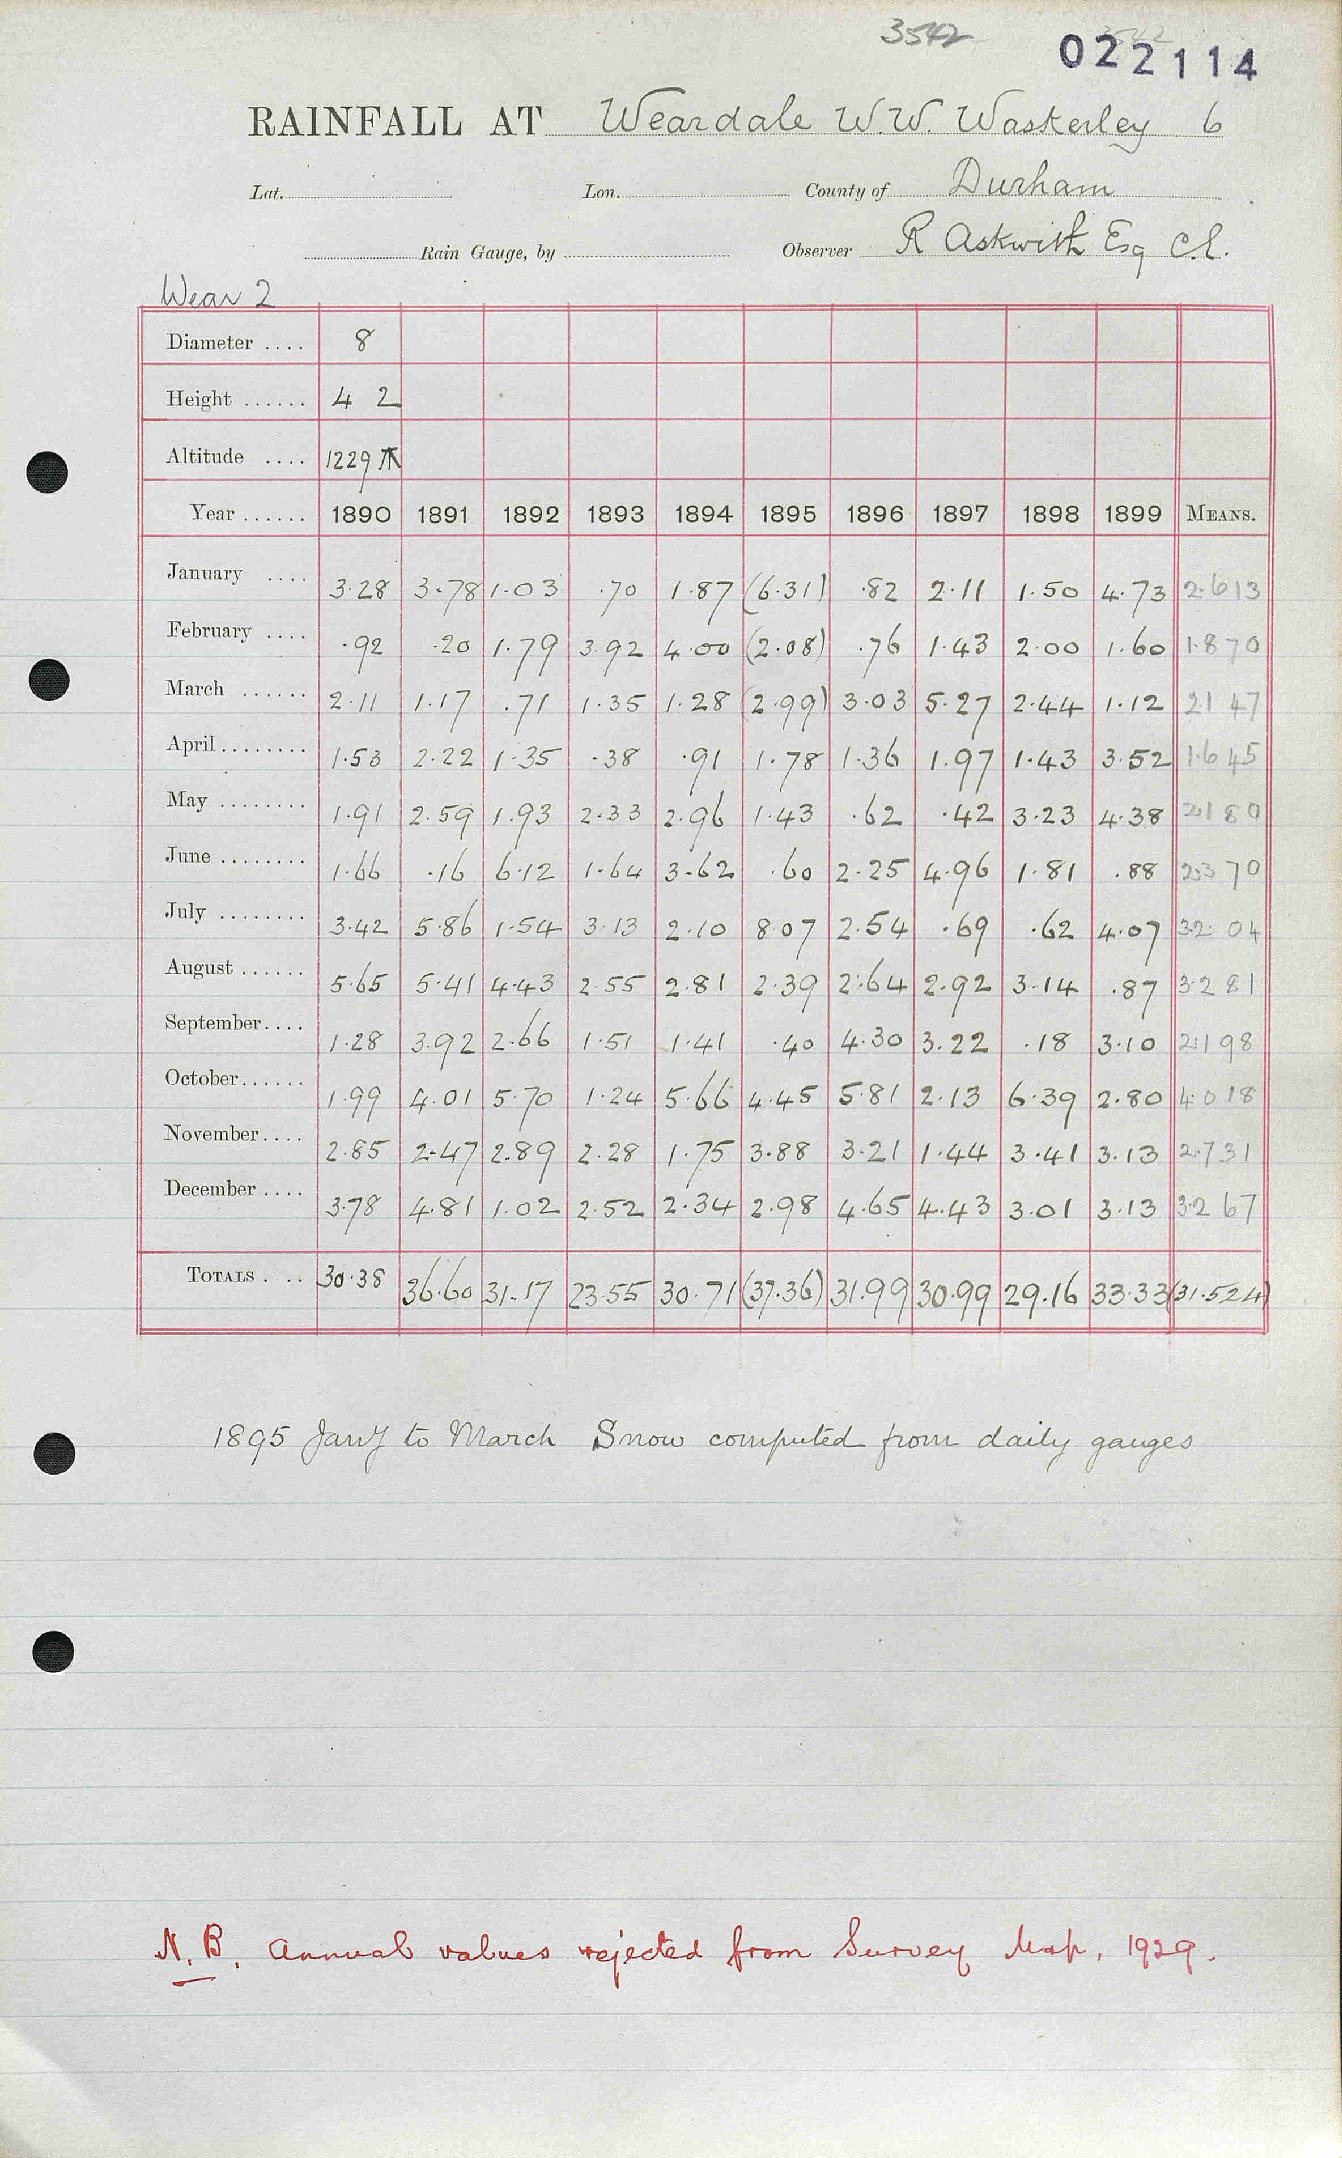 3542
022114
RAINFALL AT Weardale W.W. Waskerley 6
Lat. Lon. County of Durham
Rain Gauge, by Observer R Askwith Esq C.E.
Wear 2
Diameter .... 8
Height ...... 4 2
Altitude .... 1229 ft
Year ...... 1890 1891 1892 1893 1894 1895 1896 1897 1898 1899 MEANS.
January .... 3.28 3.78 1.03 .70 1.87 (6.31) .82 2.11 1.50 4.73 2.613
February .... .92 .20 1.79 3.92 4.00 (2.08) .76 1.43 2.00 1.60 1.870
March ...... 2.11 1.17 .71 1.35 1.28 (2.99) 3.03 5.27 2.44 1.12 2147
April ........ 1.53 2.22 1.35 .38 .91 1.78 1.36 1.97 1.43 3.52 1.645
May ........ 1.91 2.59 1.93 2.33 2.96 1.43 .62 .42 3.23 4.38 2.180
June ........ 1.66 .16 6.12 1.64 3.62 .60 2.25 4.96 1.81 .88 2.370
July ........ 3.42 5.86 1.54 3.13 2.10 8.07 2.54 .69 .62 4.07 32.04
August ...... 5.65 5.41 4.43 2.55 2.81 2.39 2.64 2.92 3.14 .87 3.281
September .... 1.28 3.92 2.66 1.51 1.41 .40 4.30 3.22 .18 3.10 2.198
October ...... 1.99 4.01 5.70 1.24 5.66 4.45 5.81 2.13 6.39 2.80 4.018
November .... 2.85 2.47 2.89 2.28 1.75 3.88 3.21 1.44 3.41 3.13 2.731
December .... 3.78 4.81 1.02 2.52 2.34 2.98 4.65 4.43 3.01 3.13 3.267
TOTALS .... 30.38 36.60 31.17 23.55 30.71 (37.36) 31.99 30.99 29.16 33.33 (31.524)
1895 Jany to March Snow computed from daily gauges
N.B. Annual values rejected from Survey Map, 1929.